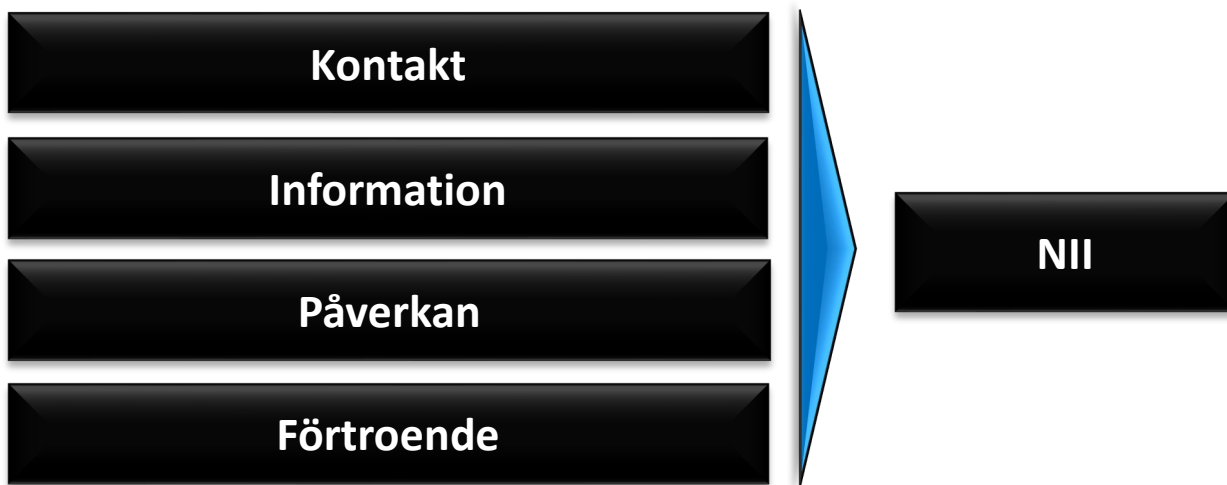 Kontakt
Information
Påverkan
Förtroende
NII